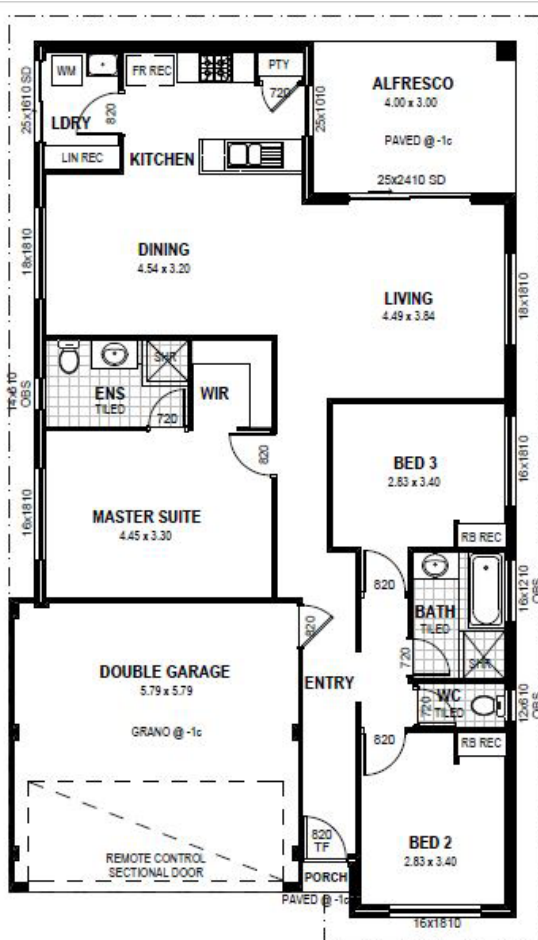 WM
FR REC
PTY
720
820
LDRY
LIN REC
KITCHEN
25x1610 SD
25x1010
ALFRESCO
4.00 x 3.00
PAVED @ -1c
25x2410 SD
DINING
4.54 x 3.20
18x1810
LIVING
4.49 x 3.84
18x1810
SHR
ENS
TILED
720
WIR
14x610
OBS
820
MASTER SUITE
4.45 x 3.30
16x1810
BED 3
2.83 x 3.40
16x1810
RB REC
820
BATH
TILED
720
SHR
16x1210
OBS
820
DOUBLE GARAGE
5.79 x 5.79
GRANO @ -1c
ENTRY
WC
TILED
720
12x610
OBS
RB REC
820
BED 2
2.83 x 3.40
820
TF
REMOTE CONTROL
SECTIONAL DOOR
PORCH
PAVED @ -1c
16x1810